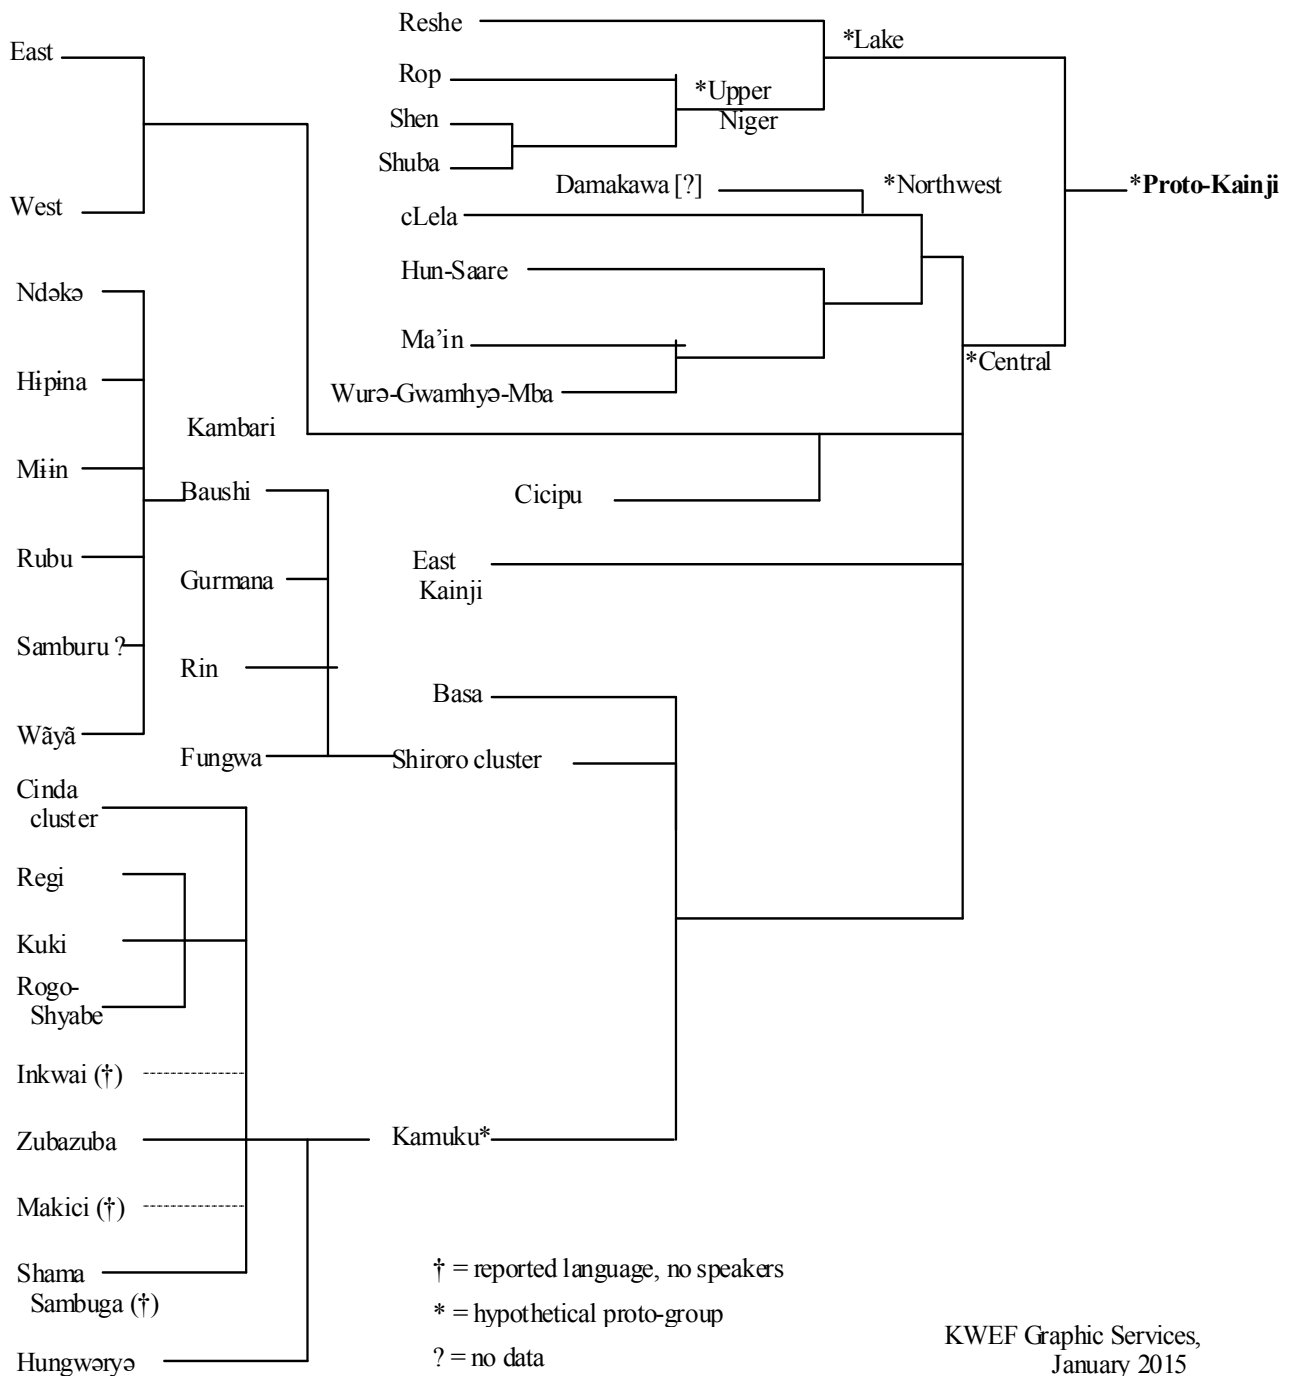 Reshe
*Lake
East
Rop
*Upper
Niger
Shen
Shuba
Damakawa [?]
*Northwest
*Proto-Kainji
West
cLela
Hun-Saare
Ndəkə
Ma’in
*Central
Hɨpɨna
Wurə-Gwamhyə-Mba
Kambari
Mɨɨn
Baushi
Cicipu
Rubu
East
Kainji
Gurmana
Samburu ?
Rin
Basa
Wãyã
Fungwa
Shiroro cluster
Cinda
cluster
Regi
Kuki
Rogo-
Shyabe
Inkwai (†)
Zubazuba
Kamuku*
Makici (†)
Shama
Sambuga (†)
Hungwəryə
† = reported language, no speakers
* = hypothetical proto-group
? = no data
KWEF Graphic Services,
January 2015